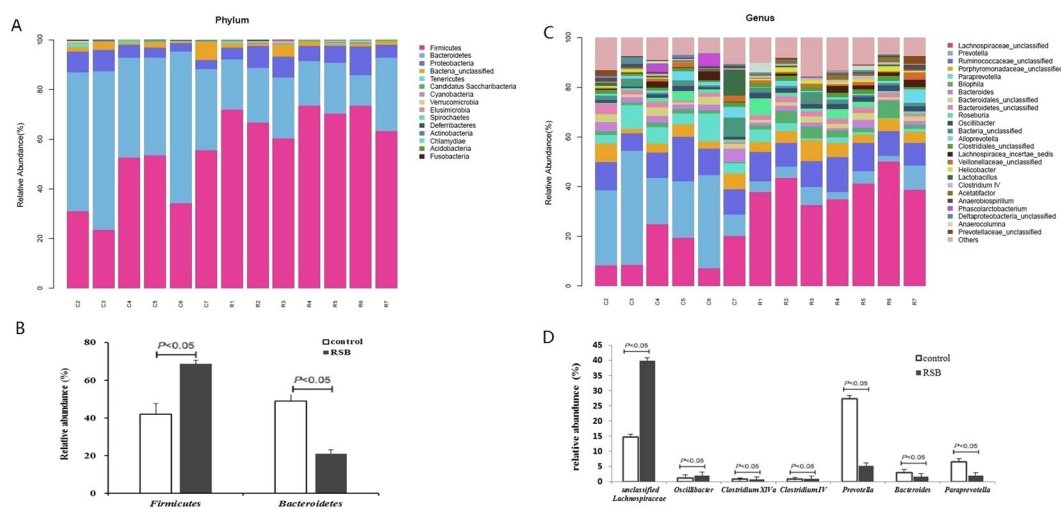 A
Phylum
Relative Abundance(%)
100
80
60
40
20
0
C2 C3 C4 C5 C6 C7 R1 R2 R3 R4 R5 R6 R7
Firmicutes
Bacteroidetes
Proteobacteria
Bacteria_unclassified
Tenericutes
Candidatus Saccharibacteria
Cyanobacteria
Verrucomicrobia
Elusimicrobia
Spirochaetes
Deferribacteres
Actinobacteria
Chlamydiae
Acidobacteria
Fusobacteria
C
Genus
Relative Abundance(%)
100
80
60
40
20
0
C2 C3 C4 C5 C6 C7 R1 R2 R3 R4 R5 R6 R7
Lachnospiraceae_unclassified
Prevotella
Ruminococcaceae_unclassified
Porphyromonadaceae_unclassified
Paraprevotella
Bilophila
Bacteroides
Bacteroidales_unclassified
Bacteroidetes_unclassified
Roseburia
Oscillibacter
Bacteria_unclassified
Alloprevotella
Clostridiales_unclassified
Lachnospiracea_incertae_sedis
Veillonellaceae_unclassified
Helicobacter
Lactobacillus
Clostridium IV
Acetatifactor
Anaerobiospirillum
Phascolarctobacterium
Deltaproteobacteria_unclassified
Anaerocolumna
Prevotellaceae_unclassified
Others
B
Relative abundance (%)
80
60
40
20
0
P<0.05
P<0.05
control
RSB
Firmicutes Bacteroidetes
D
relative abundance (%)
45
40
35
30
25
20
15
10
5
0
P<0.05
P<0.05
P<0.05
P<0.05
P<0.05
P<0.05
P<0.05
control
RSB
unclassified Oscillibacter Clostridium XIVa Clostridium IV Prevotella Bacteroides Paraprevotella
Lachnospiraceae